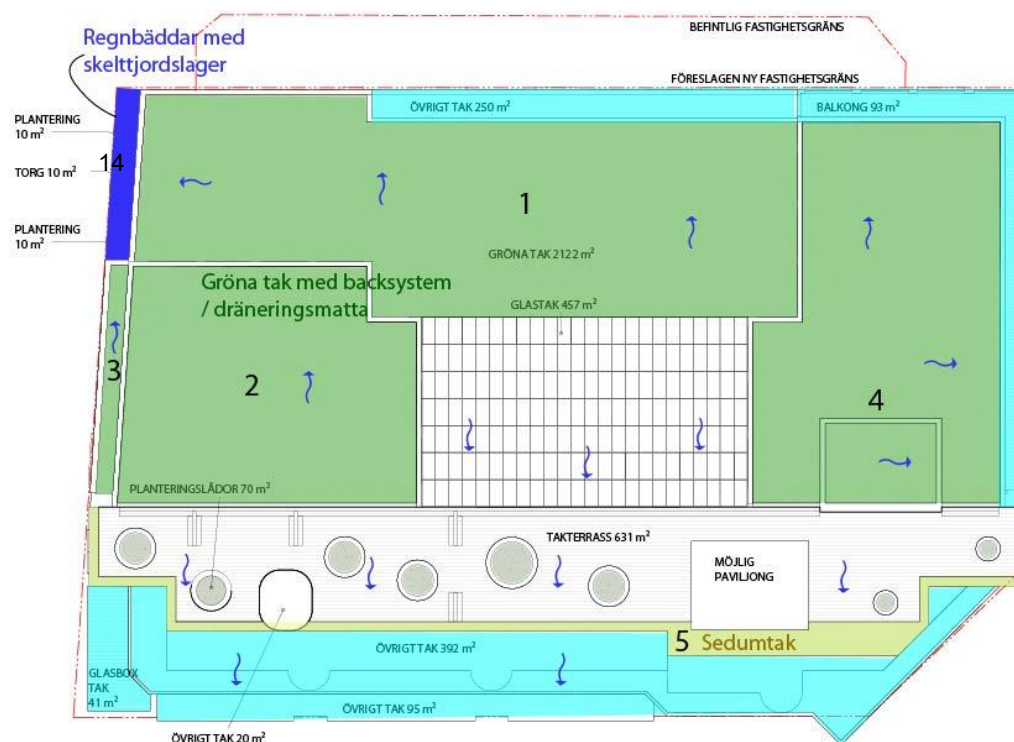 BEFINTLIG FASTIGHETSGRÄNS
Regnbäddar med
skelttjordslager
FÖRESLAGEN NY FASTIGHETSGRÄNS
ÖVRIGT TAK 250 m²
BALKONG 93 m²
PLANTERING
10 m²
14
TORG 10 m²
PLANTERING
10 m²
1
GRÖNA TAK 2122 m²
Gröna tak med backsystem
/ dräneringsmatta
GLASTAK 457 m²
3
2
4
PLANTERINGSLÅDOR 70 m²
TAKTERRASS 631 m²
MÖJLIG
PAVILJONG
5 Sedumtak
ÖVRIGT TAK 392 m²
GLASBOX
TAK
41 m²
ÖVRIGT TAK 95 m²
ÖVRIGT TAK 20 m²